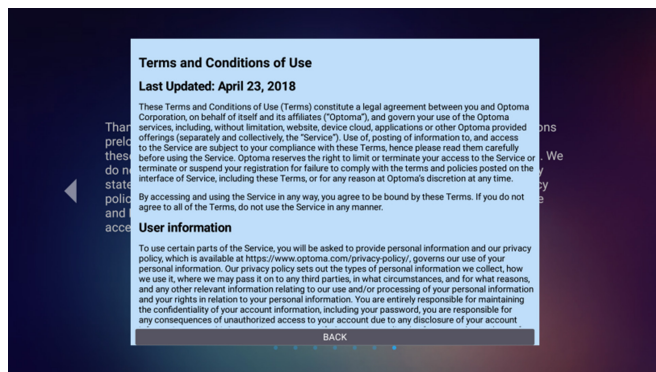 Terms and Conditions of Use
Last Updated: April 23, 2018
These Terms and Conditions of Use (Terms) constitute a legal agreement between you and Optoma
Corporation, on behalf of itself and its affiliates (“Optoma”), and govern your use of the Optoma
services, including, without limitation, website, device cloud, applications or other Optoma provided
offerings (separately and collectively, the “Service”). Use of, posting of information to, and access
to the Service are subject to your compliance with these Terms, hence please read them carefully
before using the Service. Optoma reserves the right to limit or terminate your access to the Service or
terminate or suspend your registration for failure to comply with the terms and policies posted on the
interface of Service, including these Terms, or for any reason at Optoma’s discretion at any time.
By accessing and using the Service in any way, you agree to be bound by these Terms. If you do not
agree to all of the Terms, do not use the Service in any manner.
User information
To use certain parts of the Service, you will be asked to provide personal information and our privacy
policy, which is available at https://www.optoma.com/privacy-policy/, governs our use of your
personal information. Our privacy policy sets out the types of personal information we collect, how
we use it, where we may pass it on to any third parties, in what circumstances, and for what reasons,
and any other relevant information relating to our use and/or processing of your personal information
and your rights in relation to your personal information. You are entirely responsible for maintaining
the confidentiality of your account information, including your password, you are responsible for
any consequences of unauthorized access to your account due to any disclosure of your account
BACK